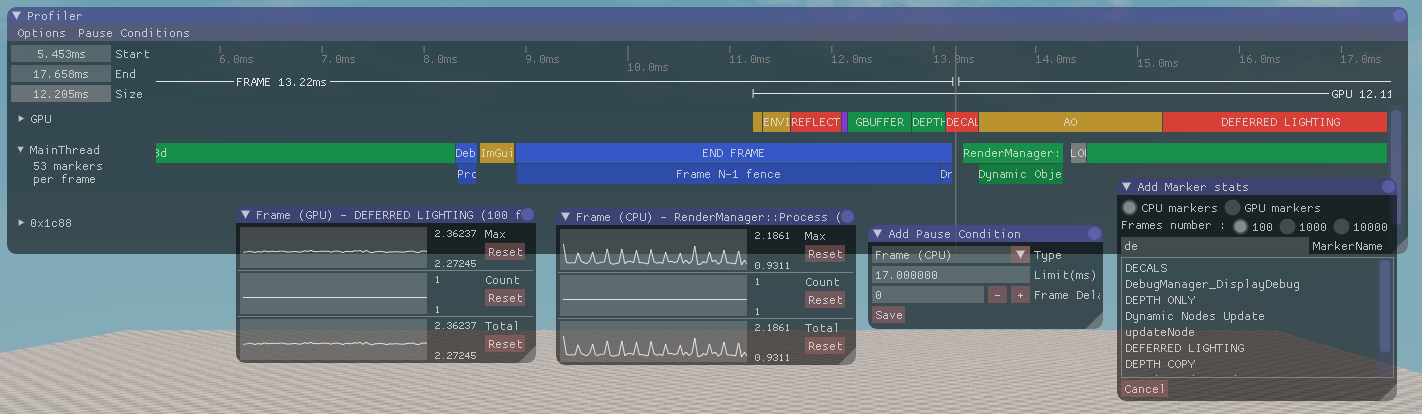 Profiler
Options Pause Conditions
5.453ms Start
6.0ms 7.0ms 8.0ms 9.0ms 10.0ms 11.0ms 12.0ms 13.0ms 14.0ms 15.0ms 16.0ms 17.0ms
17.658ms End
FRAME 13.22ms
12.205ms Size
GPU 12.11
GPU
ENVI REFLECT GBUFFER DEPTH DECAL AO DEFERRED LIGHTING
MainThread
3d Deb ImGui END FRAME RenderManager: LO
53 markers
per frame
Pro Frame N-1 fence Dr Dynamic Obje
0x1c88
Frame (GPU) - DEFERRED LIGHTING (100 f
2.36237 Max
Reset
2.27245
1 Count
Reset
1
2.36237 Total
Reset
2.27245
Frame (CPU) - RenderManager::Process (
2.1861 Max
Reset
0.9311
1 Count
Reset
1
2.1861 Total
Reset
0.9311
Add Pause Condition
Frame (CPU) Type
17.000000 Limit(ms)
0 - + Frame Dela
Save
Add Marker stats
CPU markers GPU markers
Frames number : 100 1000 10000
de MarkerName
DECALS
DebugManager_DisplayDebug
DEPTH ONLY
Dynamic Nodes Update
updateNode
DEFERRED LIGHTING
DEPTH COPY
Cancel